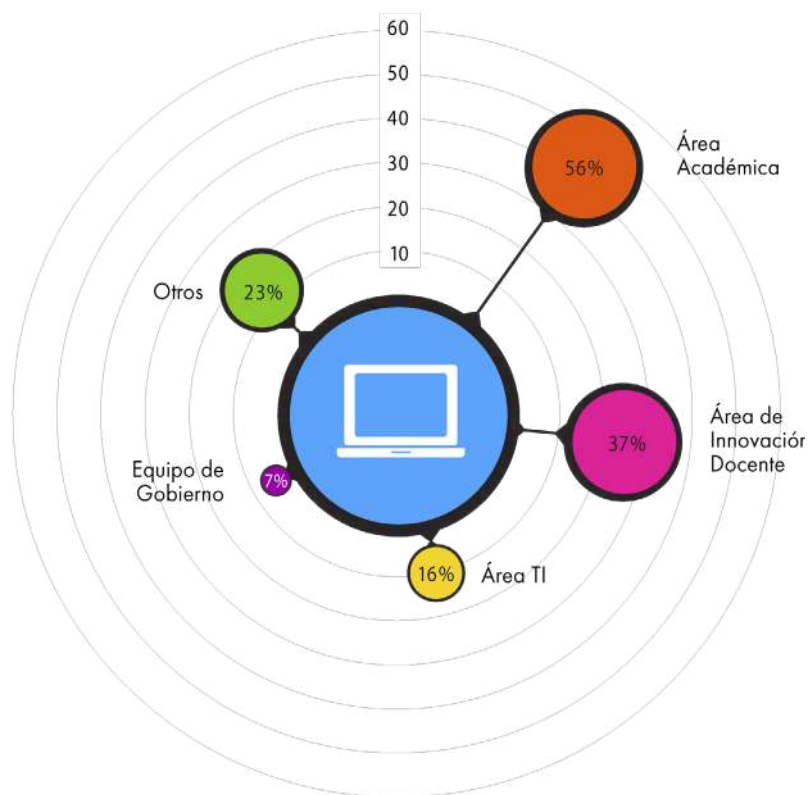 60
50
40
30
20
10
56%
Área
Académica
Otros
23%
37%
Área de
Innovación
Docente
Equipo de
Gobierno
7%
16%
Área TI